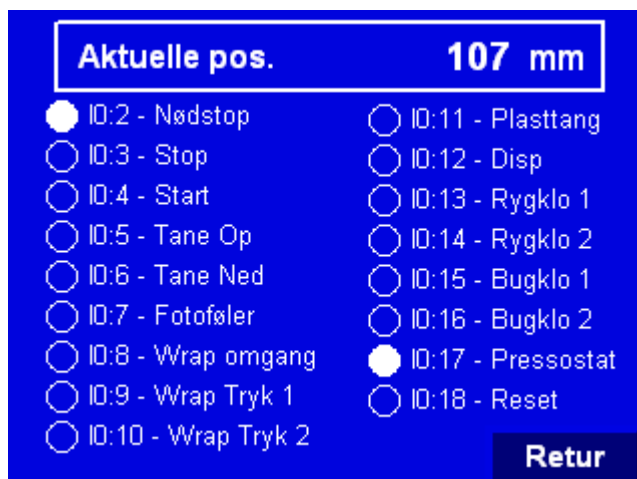 Aktuelle pos. 107 mm
I0:2 - Nødstop
I0:3 - Stop
I0:4 - Start
I0:5 - Tane Op
I0:6 - Tane Ned
I0:7 - Fotoføler
I0:8 - Wrap omgang
I0:9 - Wrap Tryk 1
I0:10 - Wrap Tryk 2
I0:11 - Plasttang
I0:12 - Disp
I0:13 - Rygklo 1
I0:14 - Rygklo 2
I0:15 - Bugklo 1
I0:16 - Bugklo 2
I0:17 - Pressostat
I0:18 - Reset
Retur